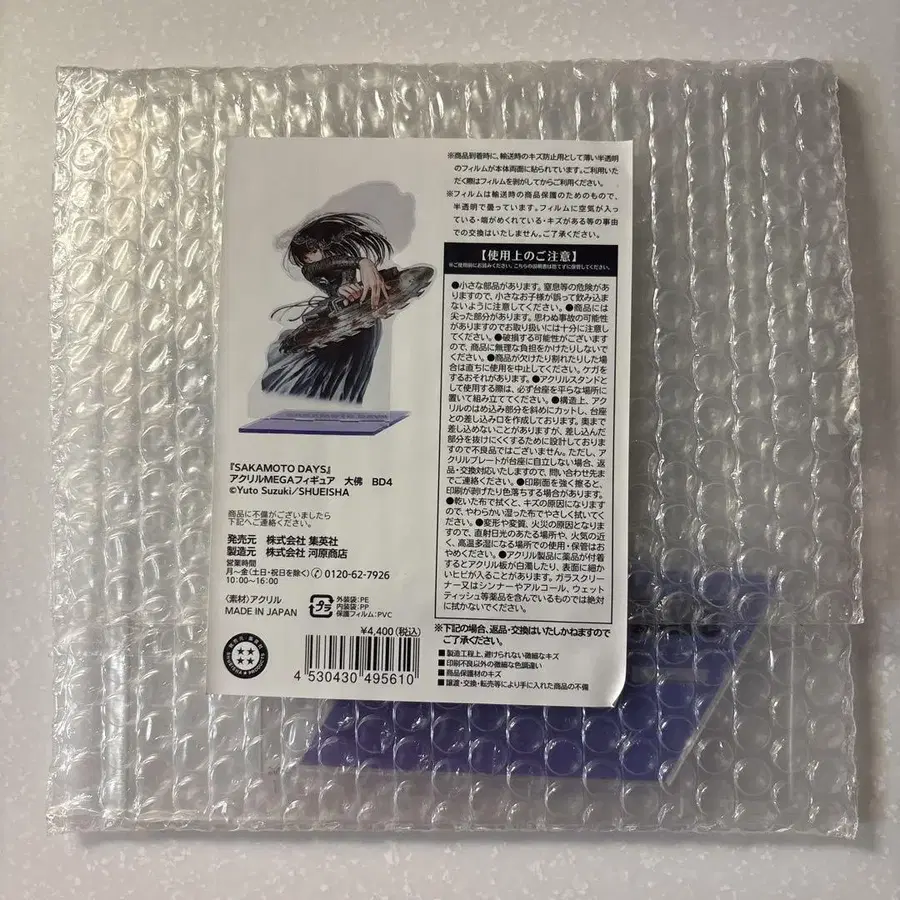 『SAKAMOTO DAYS』
アクリルMEGAフィギュア 大佛 BD4
©Yuto Suzuki/SHUEISHA
商品に不備がございましたら
下記へご連絡ください。
発売元 株式会社 集英社
製造元 株式会社 河原商店
営業時間
月~金(土日・祝日を除く) 0120-62-7926
10:00~16:00
〈素材〉アクリル
MADE IN JAPAN
プラ
外装袋:PE
内装袋:PP
保護フィルム:PVC
¥4,400(税込)
4 530430 495610
※商品到着時に、輸送時のキズ防止用として薄い半透明
のフィルムが本体両面に貼られています。ご利用いた
だく際はフィルムを剥がしてからご利用ください。
※フィルムは輸送時の商品保護のためのもので、
半透明で曇っています。フィルムに空気が入っ
ている・端がめくれている・キズがある等の事由
での交換はいたしません。ご了承ください。
【使用上のご注意】
※ご使用前にお読みください。こちらの説明書は捨てずに保管してください。
●小さな部品があります。窒息等の危険があ
りますので、小さなお子様が誤って飲み込ま
ないように注意してください。●商品には
尖った部分があります。思わぬ事故の可能性
がありますのでお取り扱いには十分に注意し
てください。●破損する可能性がございます
ので、商品に無理な負担をかけたりしないで
ください。●商品が欠けたり割れたりした場
合は直ちに使用を中止してください。ケガを
するおそれがあります。●アクリルスタンドと
して使用する際は、必ず台座を平らな場所に
置いて組み立ててください。●構造上、アク
リルのはめ込み部分を斜めにカットし、台座
との差し込み口を作成しております。奥まで
差し込めないことがありますが、差し込んだ
部分を抜けにくくするために設計しておりま
すので不良品ではございません。ただし、ア
クリルプレートが台座に自立しない場合、返
品・交換対応いたしますので、問い合わせ先ま
でご連絡ください。●印刷面を強く擦ると、
印刷が剥げたり色落ちする場合があります。
●乾いた布で拭くと、キズの原因になります
ので、やわらかい湿った布でやさしく拭いてく
ださい。●変形や変質、火災の原因となりま
すので、直射日光のあたる場所や、火気の近
く、高温多湿になる場所での使用・保管はお
やめください。●アクリル製品に薬品が付着
するとアクリル板が白濁したり、表面に細か
いヒビが入ることがあります。ガラスクリー
ナー又はシンナーやアルコール、ウェット
ティッシュ等薬品を含んでいるものでは絶対
に拭かないでください。
※下記の場合、返品・交換はいたしかねますので
ご了承ください。
■製造工程上、避けられない微細なキズ
■印刷不良以外の微細な色調違い
■商品保護材のキズ
■譲渡・交換・転売等により手に入れた商品の不備